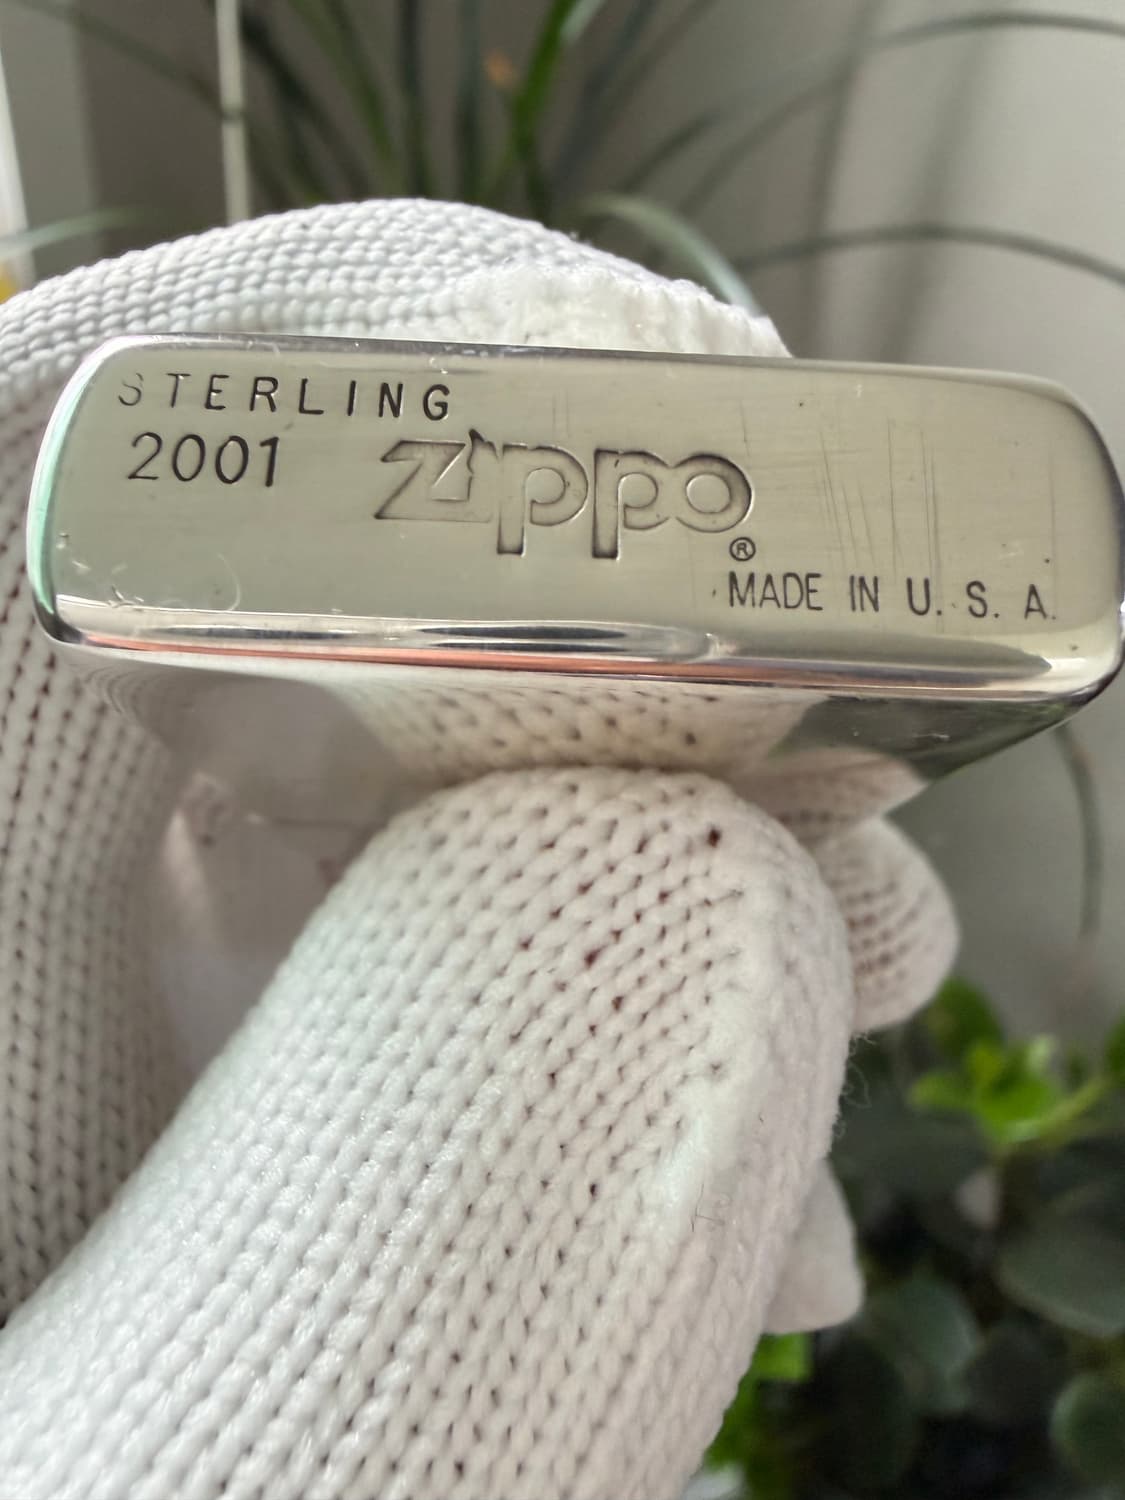 STERLING
2001
zippo
®
MADE IN U.S.A.